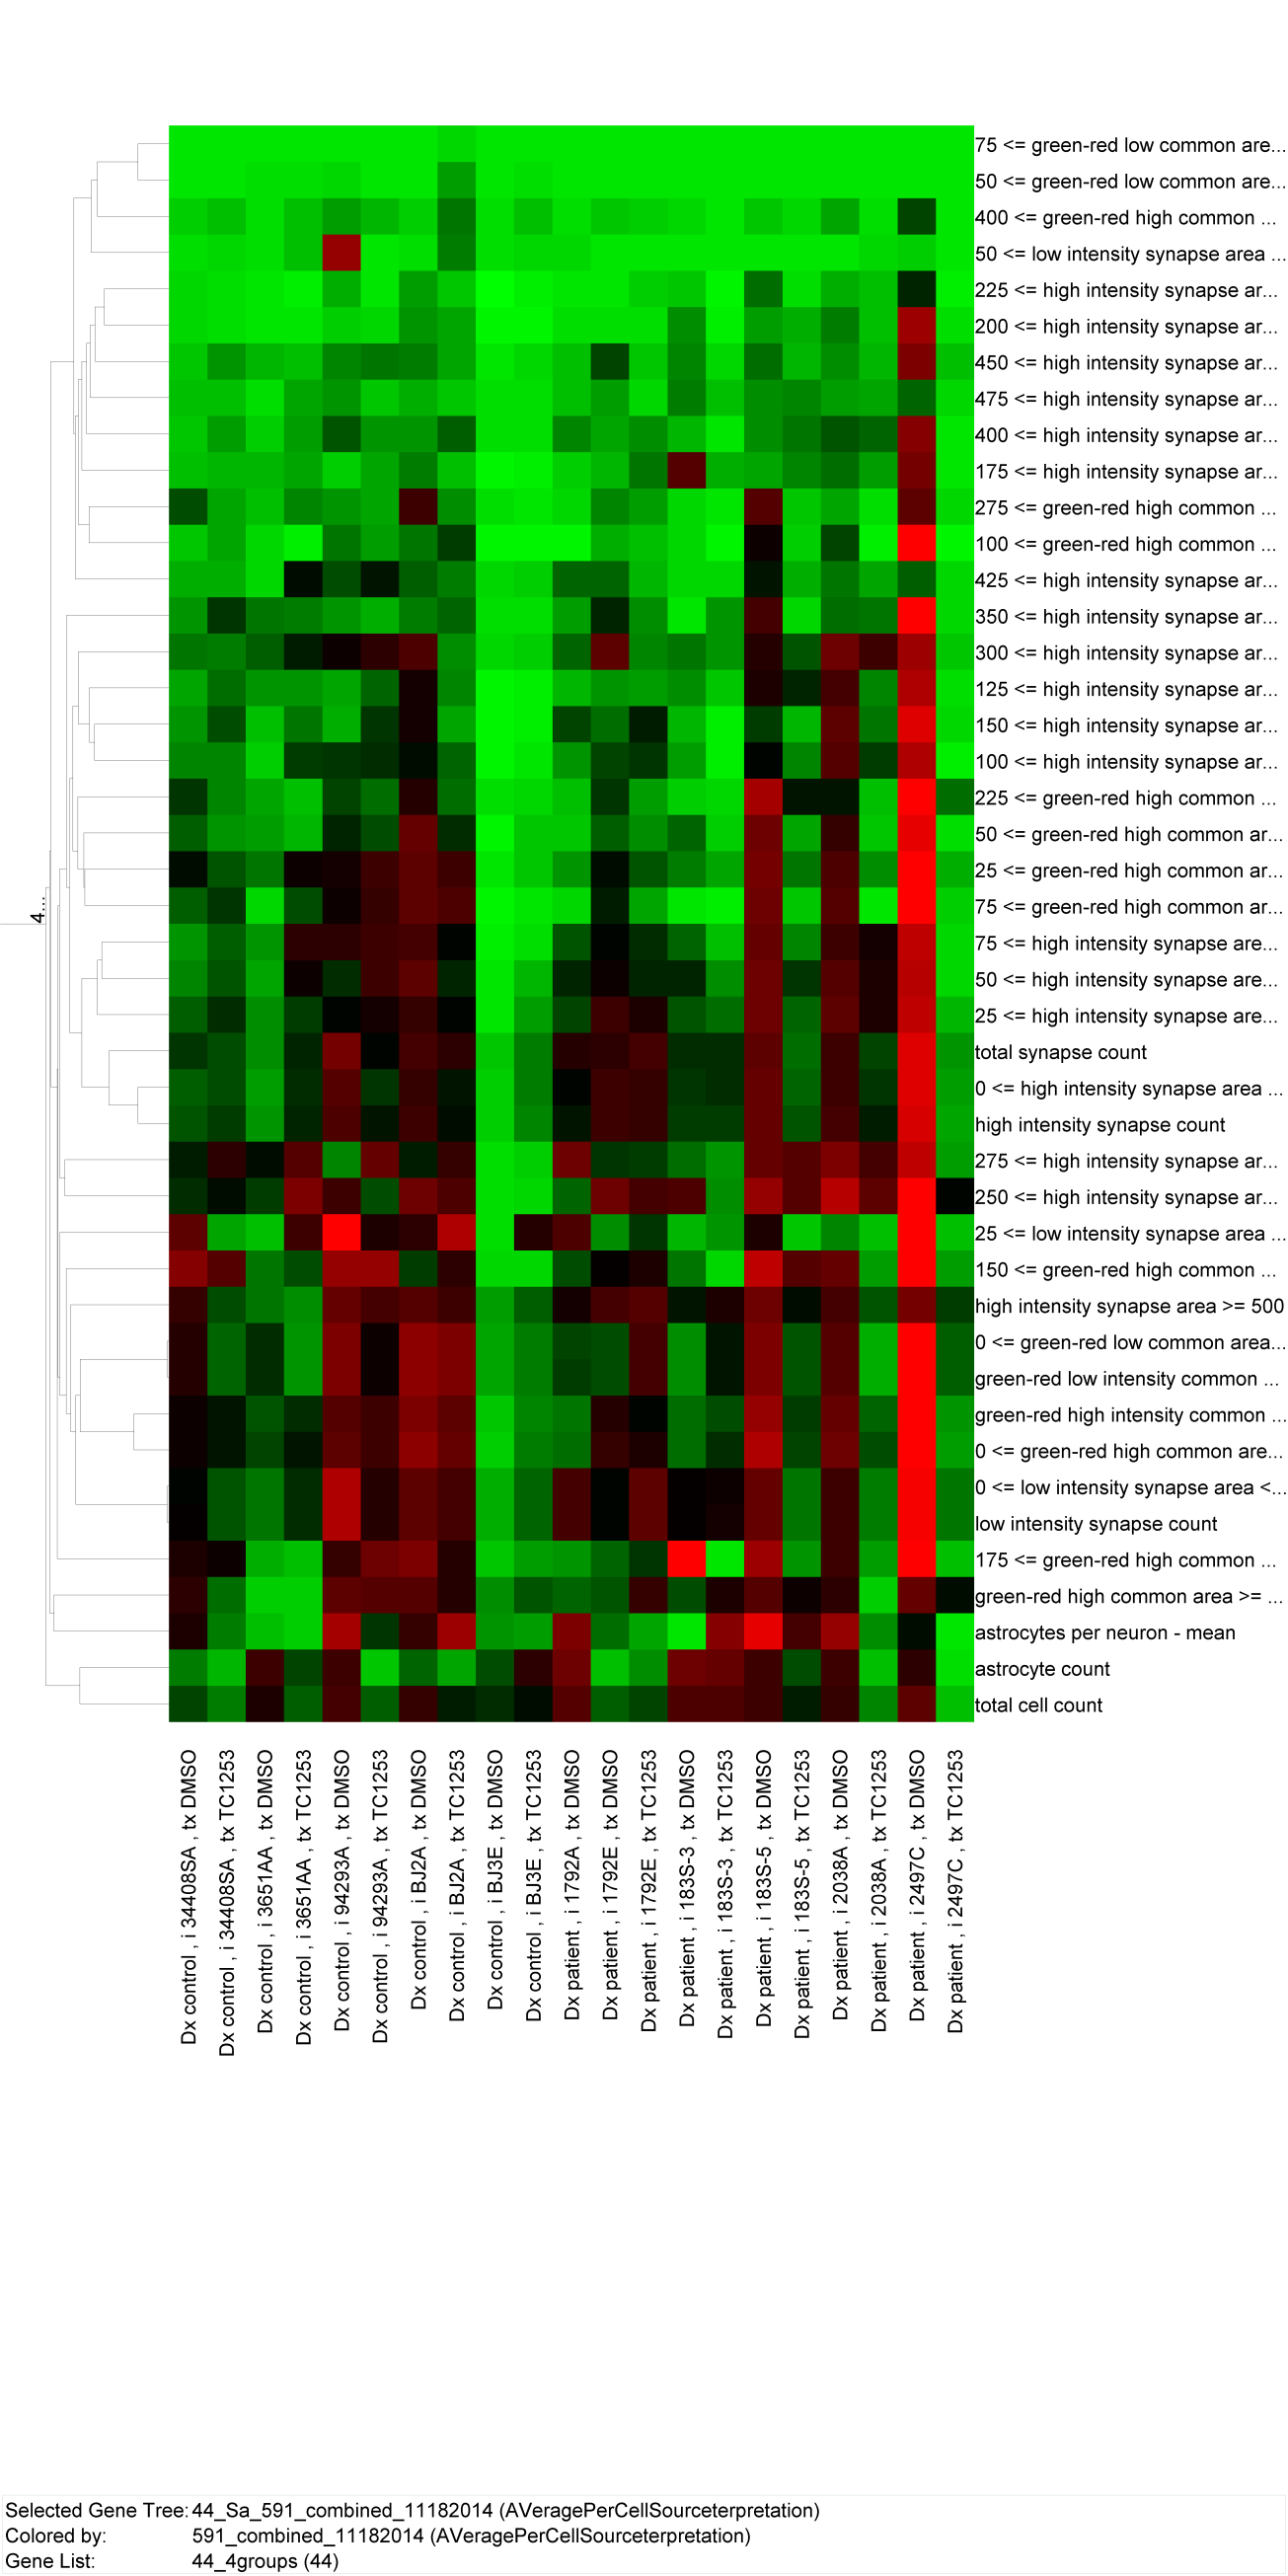 75 <= green-red low common are...
50 <= green-red low common are...
400 <= green-red high common ...
50 <= low intensity synapse area ...
225 <= high intensity synapse ar...
200 <= high intensity synapse ar...
450 <= high intensity synapse ar...
475 <= high intensity synapse ar...
400 <= high intensity synapse ar...
175 <= high intensity synapse ar...
275 <= green-red high common ...
100 <= green-red high common ...
425 <= high intensity synapse ar...
350 <= high intensity synapse ar...
300 <= high intensity synapse ar...
125 <= high intensity synapse ar...
150 <= high intensity synapse ar...
100 <= high intensity synapse ar...
225 <= green-red high common ...
50 <= green-red high common ar...
25 <= green-red high common ar...
75 <= green-red high common ar...
4...
75 <= high intensity synapse are...
50 <= high intensity synapse are...
25 <= high intensity synapse are...
total synapse count
0 <= high intensity synapse area ...
high intensity synapse count
275 <= high intensity synapse ar...
250 <= high intensity synapse ar...
25 <= low intensity synapse area ...
150 <= green-red high common ...
high intensity synapse area >= 500
0 <= green-red low common area...
green-red low intensity common ...
green-red high intensity common ...
0 <= green-red high common are...
0 <= low intensity synapse area <...
low intensity synapse count
175 <= green-red high common ...
green-red high common area >= ...
astrocytes per neuron - mean
astrocyte count
total cell count
Dx control , i 34408SA , tx DMSO
Dx control , i 34408SA , tx TC1253
Dx control , i 3651AA , tx DMSO
Dx control , i 3651AA , tx TC1253
Dx control , i 94293A , tx DMSO
Dx control , i 94293A , tx TC1253
Dx control , i BJ2A , tx DMSO
Dx control , i BJ2A , tx TC1253
Dx control , i BJ3E , tx DMSO
Dx control , i BJ3E , tx TC1253
Dx patient , i 1792A , tx DMSO
Dx patient , i 1792E , tx DMSO
Dx patient , i 1792E , tx TC1253
Dx patient , i 183S-3 , tx DMSO
Dx patient , i 183S-3 , tx TC1253
Dx patient , i 183S-5 , tx DMSO
Dx patient , i 183S-5 , tx TC1253
Dx patient , i 2038A , tx DMSO
Dx patient , i 2038A , tx TC1253
Dx patient , i 2497C , tx DMSO
Dx patient , i 2497C , tx TC1253
Selected Gene Tree: 44_Sa_591_combined_11182014 (AVeragePerCellSourceterpretation)
Colored by: 591_combined_11182014 (AVeragePerCellSourceterpretation)
Gene List: 44_4groups (44)